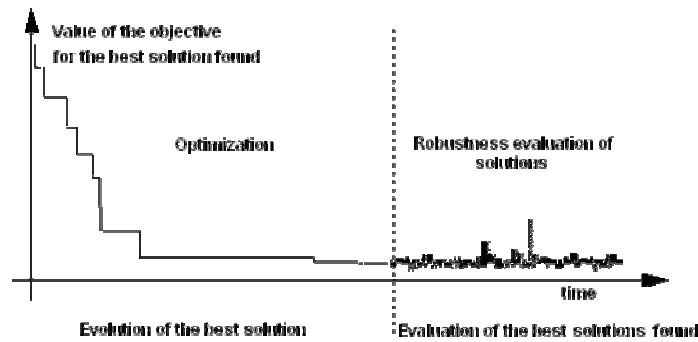 Value of the objective
for the best solution found
Optimization
Robustness evaluation of
solutions
time
Evolution of the best solution
Evaluation of the best solutions found